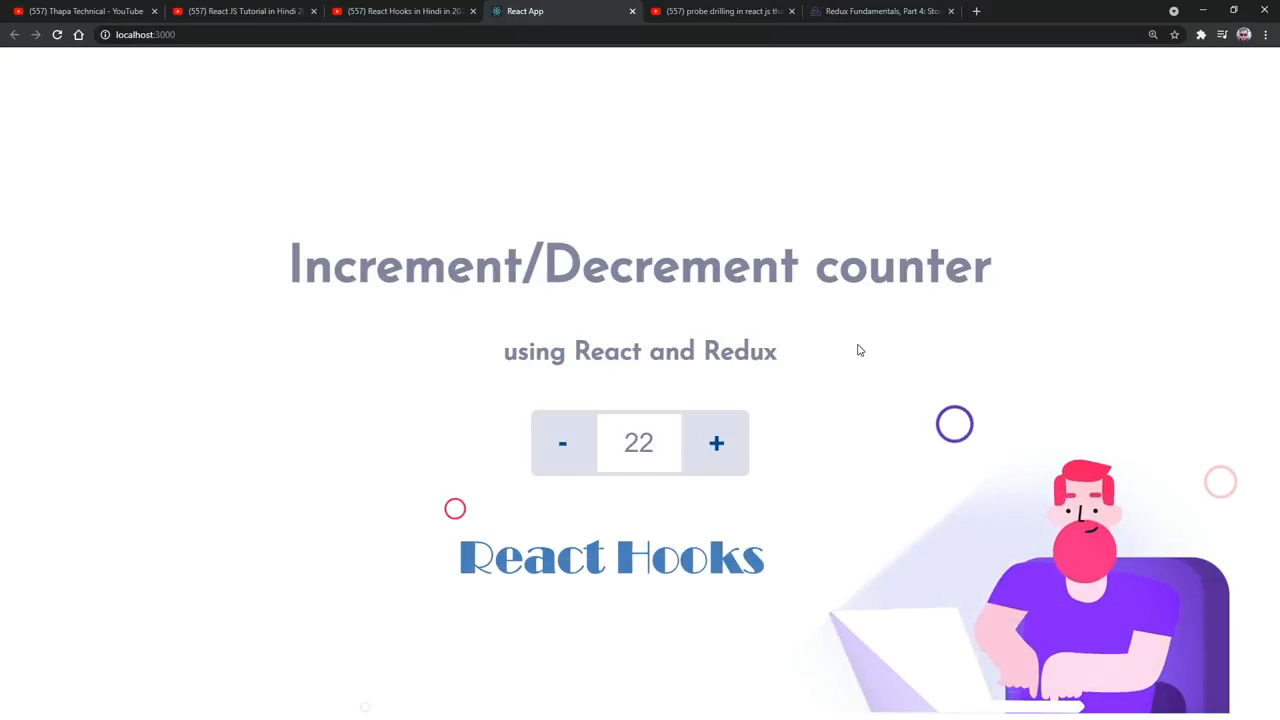 (557) Thapa Technical - YouTube
(557) React JS Tutorial in Hindi 2
(557) React Hooks in Hindi in 20
React App
(557) probe drilling in react js tha
Redux Fundamentals, Part 4: Sto
localhost:3000
Increment/Decrement counter
using React and Redux
- 22 +
React Hooks